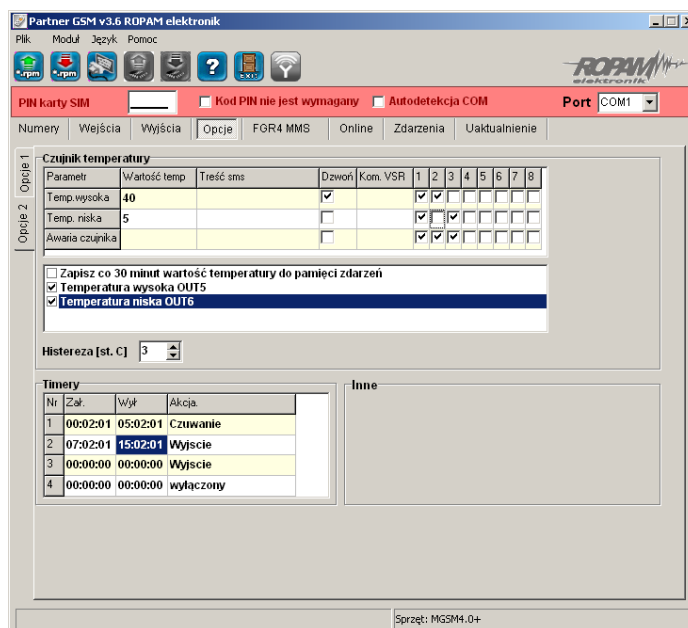 Partner GSM v3.6 ROPAM elektronik
Plik Moduł Język Pomoc
.rpm .rpm ? EXIT ROPAM elektronik
PIN karty SIM Kod PIN nie jest wymagany Autodetekcja COM Port COM1
Numery Wejścia Wyjścia Opcje FGR4 MMS Online Zdarzenia Uaktualnienie
Opcje 1
Opcje 2
Czujnik temperatury
Parametr Wartość temp Treść sms Dzwoń Kom. VSR 1 2 3 4 5 6 7 8
Temp.wysoka 40
Temp. niska 5
Awaria czujnika
Zapisz co 30 minut wartość temperatury do pamięci zdarzeń
Temperatura wysoka OUT5
Temperatura niska OUT6
Histereza [st. C] 3
Timery
Nr Zał. Wył Akcja.
1 00:02:01 05:02:01 Czuwanie
2 07:02:01 15:02:01 Wyjscie
3 00:00:00 00:00:00 Wyjscie
4 00:00:00 00:00:00 wyłączony
Inne
Sprzęt: MGSM4.0+